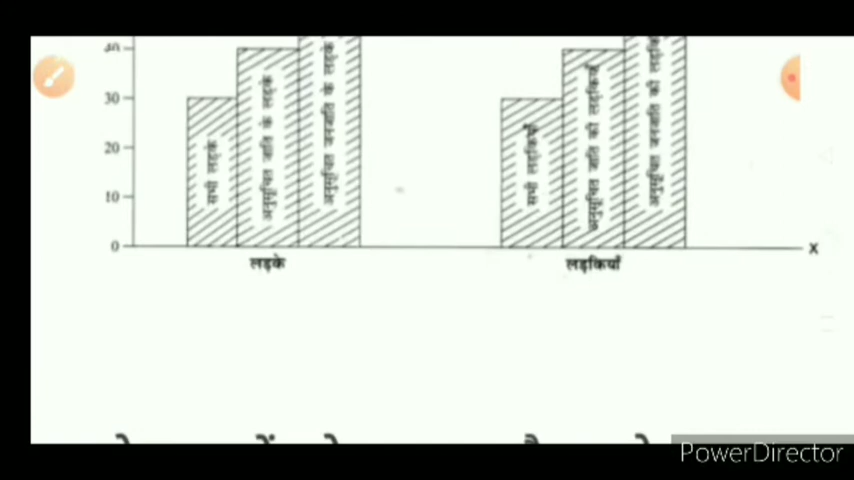 40
30
20
10
0
सभी लड़के
अनुसूचित जाति के लड़के
अनुसूचित जनजाति के लड़के
सभी लड़कियाँ
अनुसूचित जाति की लड़कियाँ
अनुसूचित जनजाति की
लड़के
लड़कियाँ
X
PowerDirector